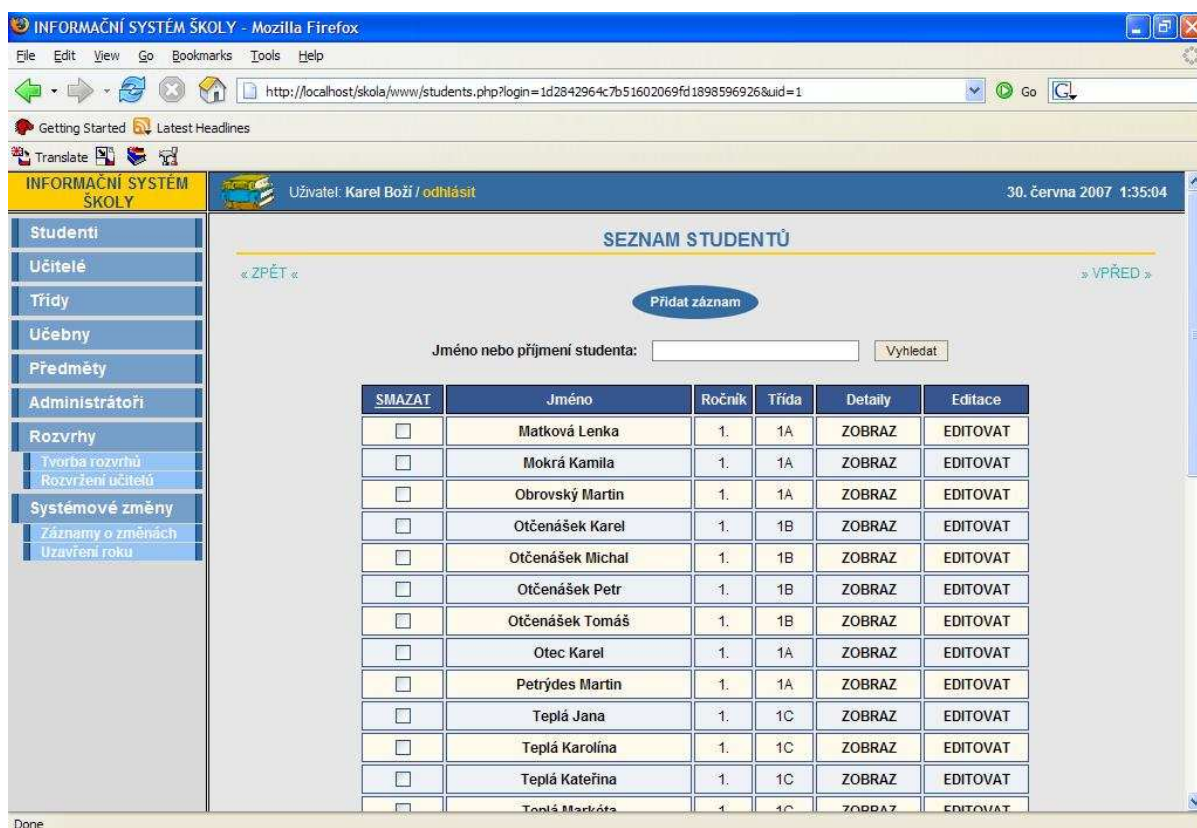 INFORMAČNÍ SYSTÉM ŠKOLY - Mozilla Firefox
File Edit View Go Bookmarks Tools Help
http://localhost/skola/www/students.php?login=1d2842964c7b51602069fd1898596926&uid=1 Go
Getting Started Latest Headlines
Translate
INFORMAČNÍ SYSTÉM
ŠKOLY
Uživatel: Karel Boží / odhlásit 30. června 2007 1:35:04
Studenti
Učitelé
Třídy
Učebny
Předměty
Administrátoři
Rozvrhy
Tvorba rozvrhů
Rozvržení učitelů
Systémové změny
Záznamy o změnách
Uzavření roku
SEZNAM STUDENTŮ
« ZPĚT « » VPŘED »
Přidat záznam
Jméno nebo příjmení studenta: Vyhledat
SMAZAT Jméno Ročník Třída Detaily Editace
Matková Lenka 1. 1A ZOBRAZ EDITOVAT
Mokrá Kamila 1. 1A ZOBRAZ EDITOVAT
Obrovský Martin 1. 1A ZOBRAZ EDITOVAT
Otčenášek Karel 1. 1B ZOBRAZ EDITOVAT
Otčenášek Michal 1. 1B ZOBRAZ EDITOVAT
Otčenášek Petr 1. 1B ZOBRAZ EDITOVAT
Otčenášek Tomáš 1. 1B ZOBRAZ EDITOVAT
Otec Karel 1. 1A ZOBRAZ EDITOVAT
Petrýdes Martin 1. 1A ZOBRAZ EDITOVAT
Teplá Jana 1. 1C ZOBRAZ EDITOVAT
Teplá Karolína 1. 1C ZOBRAZ EDITOVAT
Teplá Kateřina 1. 1C ZOBRAZ EDITOVAT
Teplá Markéta 1. 1C ZOBRAZ EDITOVAT
Done